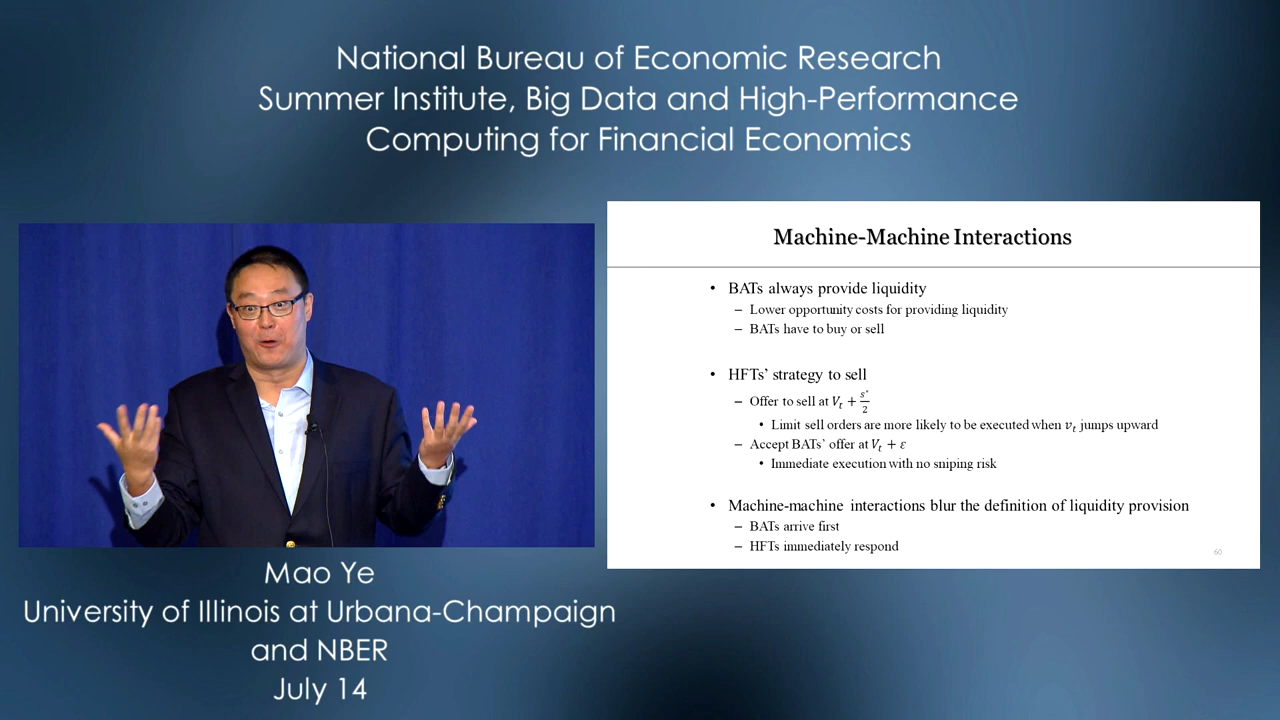 National Bureau of Economic Research
Summer Institute, Big Data and High-Performance
Computing for Financial Economics
Machine-Machine Interactions
• BATs always provide liquidity
– Lower opportunity costs for providing liquidity
– BATs have to buy or sell
• HFTs' strategy to sell
– Offer to sell at V_t + s*/2
• Limit sell orders are more likely to be executed when v_t jumps upward
– Accept BATs' offer at V_t + ε
• Immediate execution with no sniping risk
• Machine-machine interactions blur the definition of liquidity provision
– BATs arrive first
– HFTs immediately respond
60
Mao Ye
University of Illinois at Urbana-Champaign
and NBER
July 14